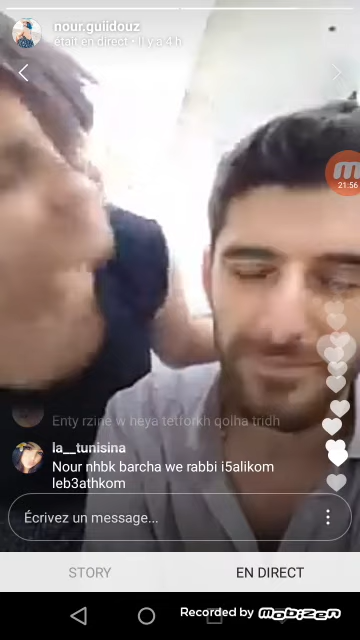 nour.guiidouz
était en direct • Il y a 4 h
21:56
Enty rzine w heya tetforkh qolha tridh
la__tunisina
Nour nhbk barcha we rabbi i5alikom
leb3athkom
Écrivez un message...
STORY EN DIRECT
Recorded by mobizen